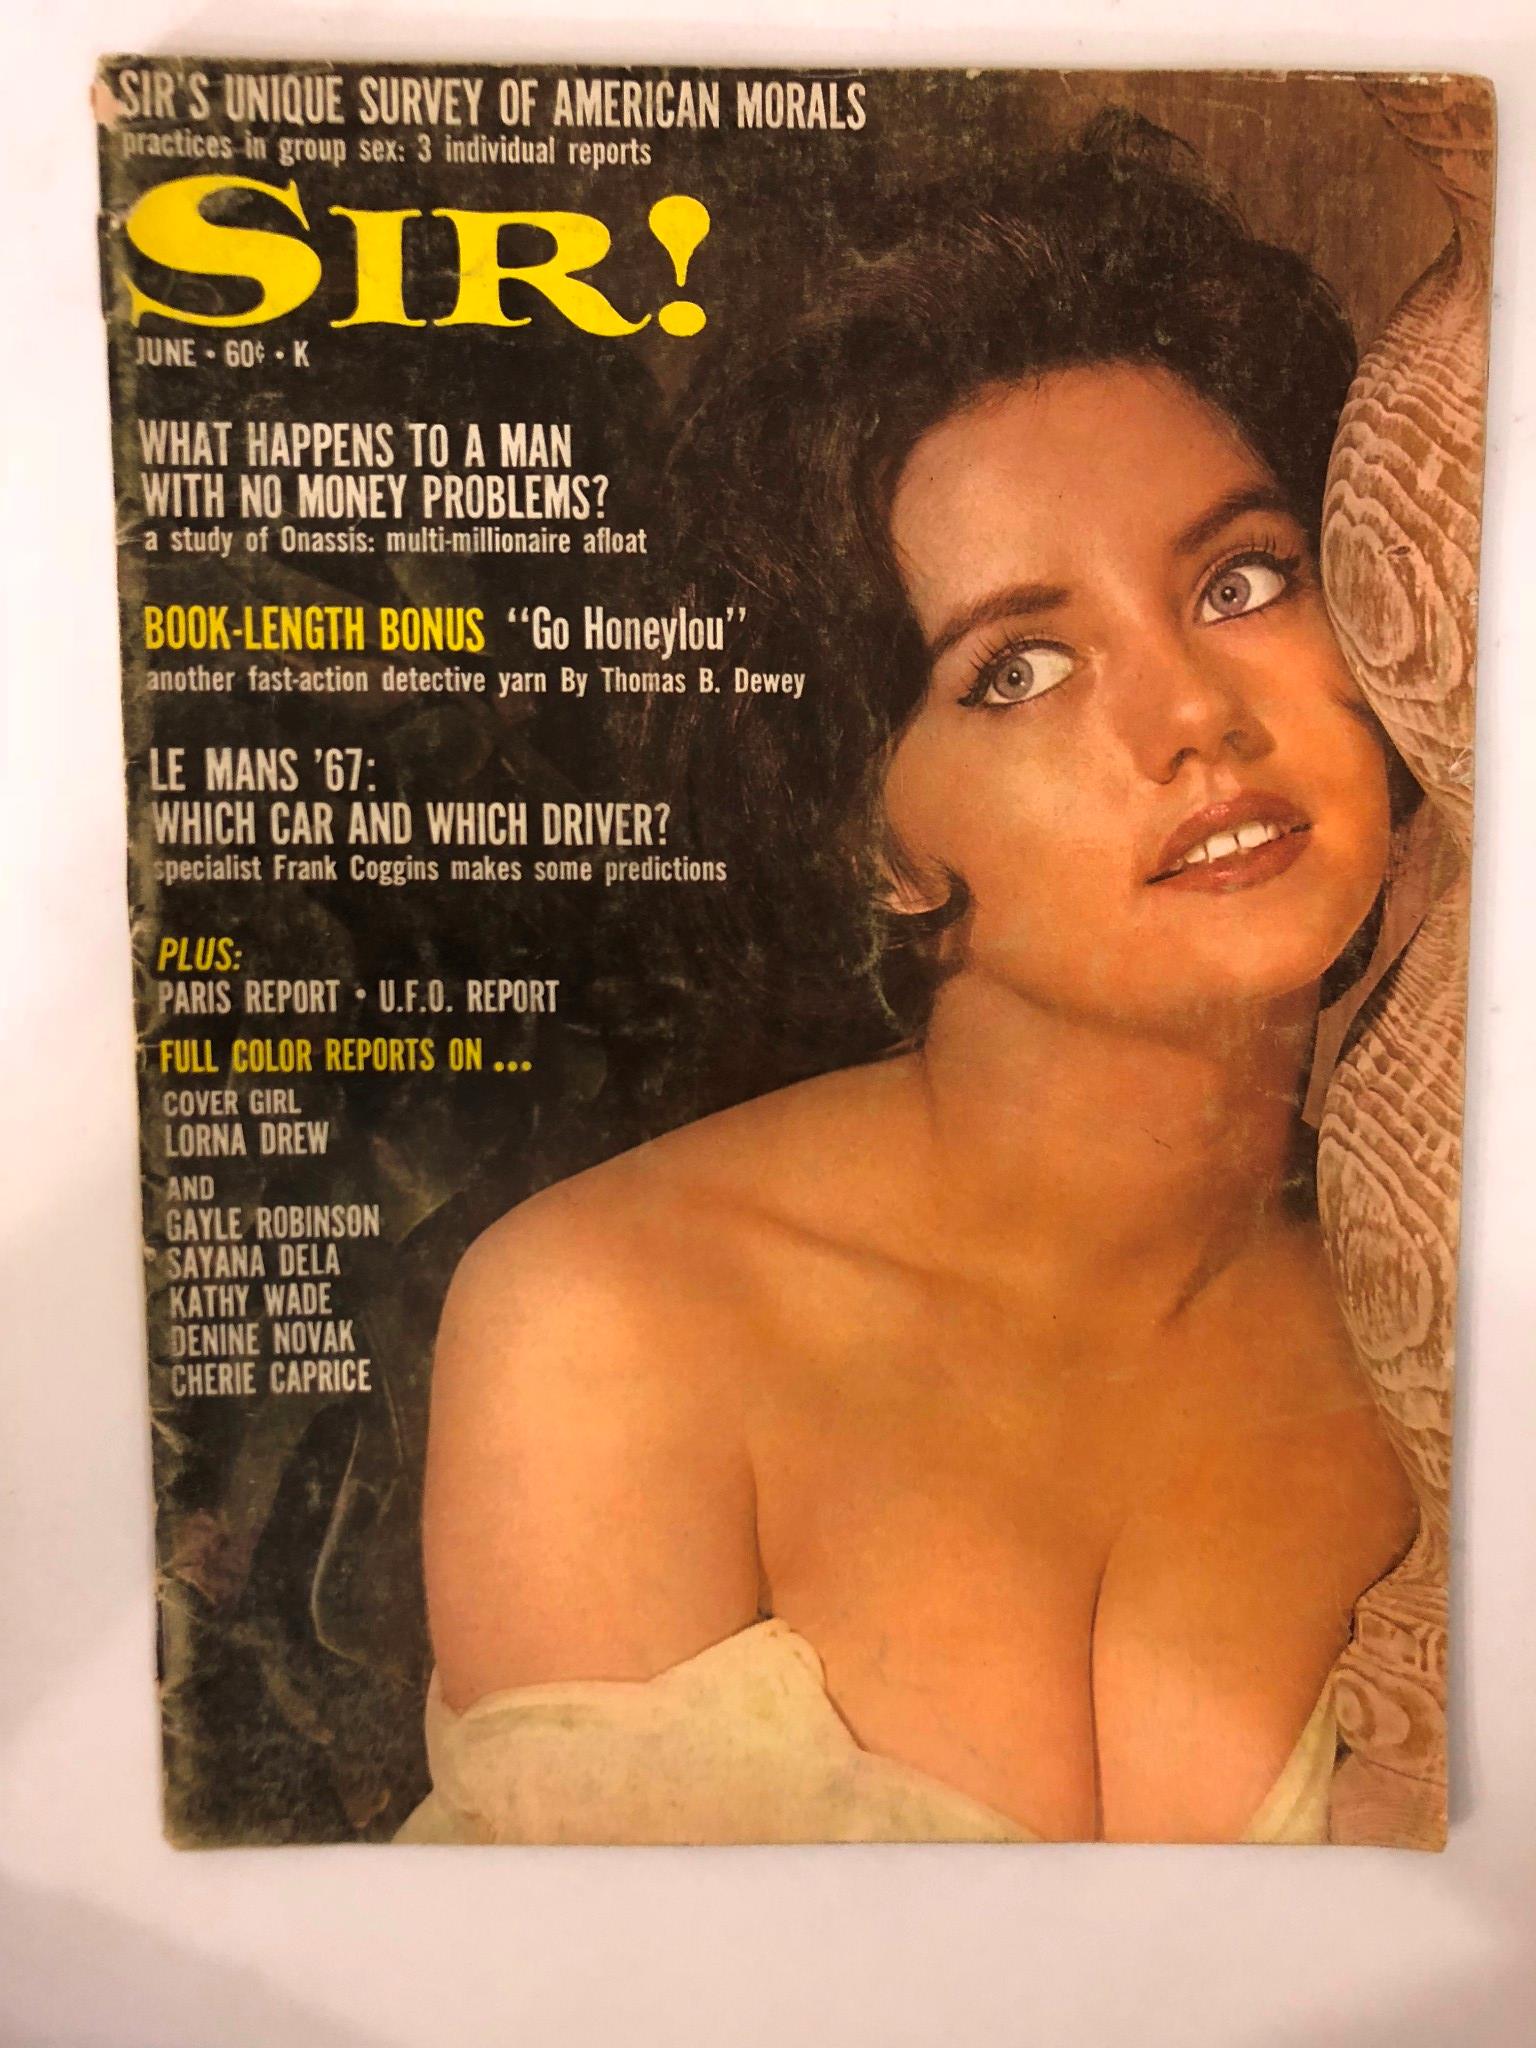 SIR'S UNIQUE SURVEY OF AMERICAN MORALS
practices in group sex: 3 individual reports
SIR!
JUNE • 60¢ • K
WHAT HAPPENS TO A MAN
WITH NO MONEY PROBLEMS?
a study of Onassis: multi-millionaire afloat
BOOK-LENGTH BONUS "Go Honeylou"
another fast-action detective yarn By Thomas B. Dewey
LE MANS '67:
WHICH CAR AND WHICH DRIVER?
specialist Frank Coggins makes some predictions
PLUS:
PARIS REPORT • U.F.O. REPORT
FULL COLOR REPORTS ON ...
COVER GIRL
LORNA DREW
AND
GAYLE ROBINSON
SAYANA DELA
KATHY WADE
DENINE NOVAK
CHERIE CAPRICE